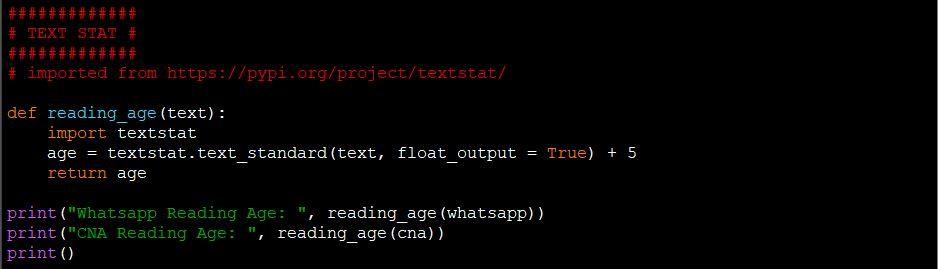 #############
# TEXT STAT #
#############
# imported from https://pypi.org/project/textstat/

def reading_age(text):
    import textstat
    age = textstat.text_standard(text, float_output = True) + 5
    return age

print("Whatsapp Reading Age: ", reading_age(whatsapp))
print("CNA Reading Age: ", reading_age(cna))
print()